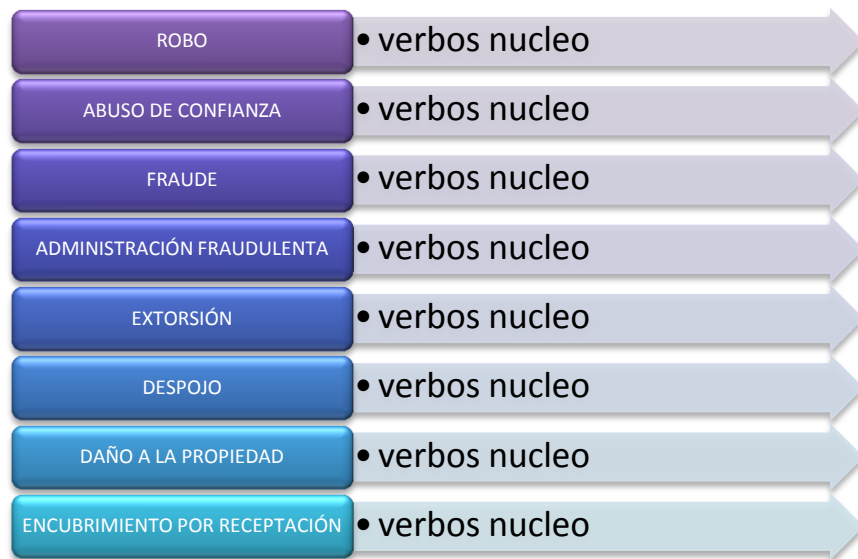 ROBO
• verbos nucleo
ABUSO DE CONFIANZA
• verbos nucleo
FRAUDE
• verbos nucleo
ADMINISTRACIÓN FRAUDULENTA
• verbos nucleo
EXTORSIÓN
• verbos nucleo
DESPOJO
• verbos nucleo
DAÑO A LA PROPIEDAD
• verbos nucleo
ENCUBRIMIENTO POR RECEPTACIÓN
• verbos nucleo